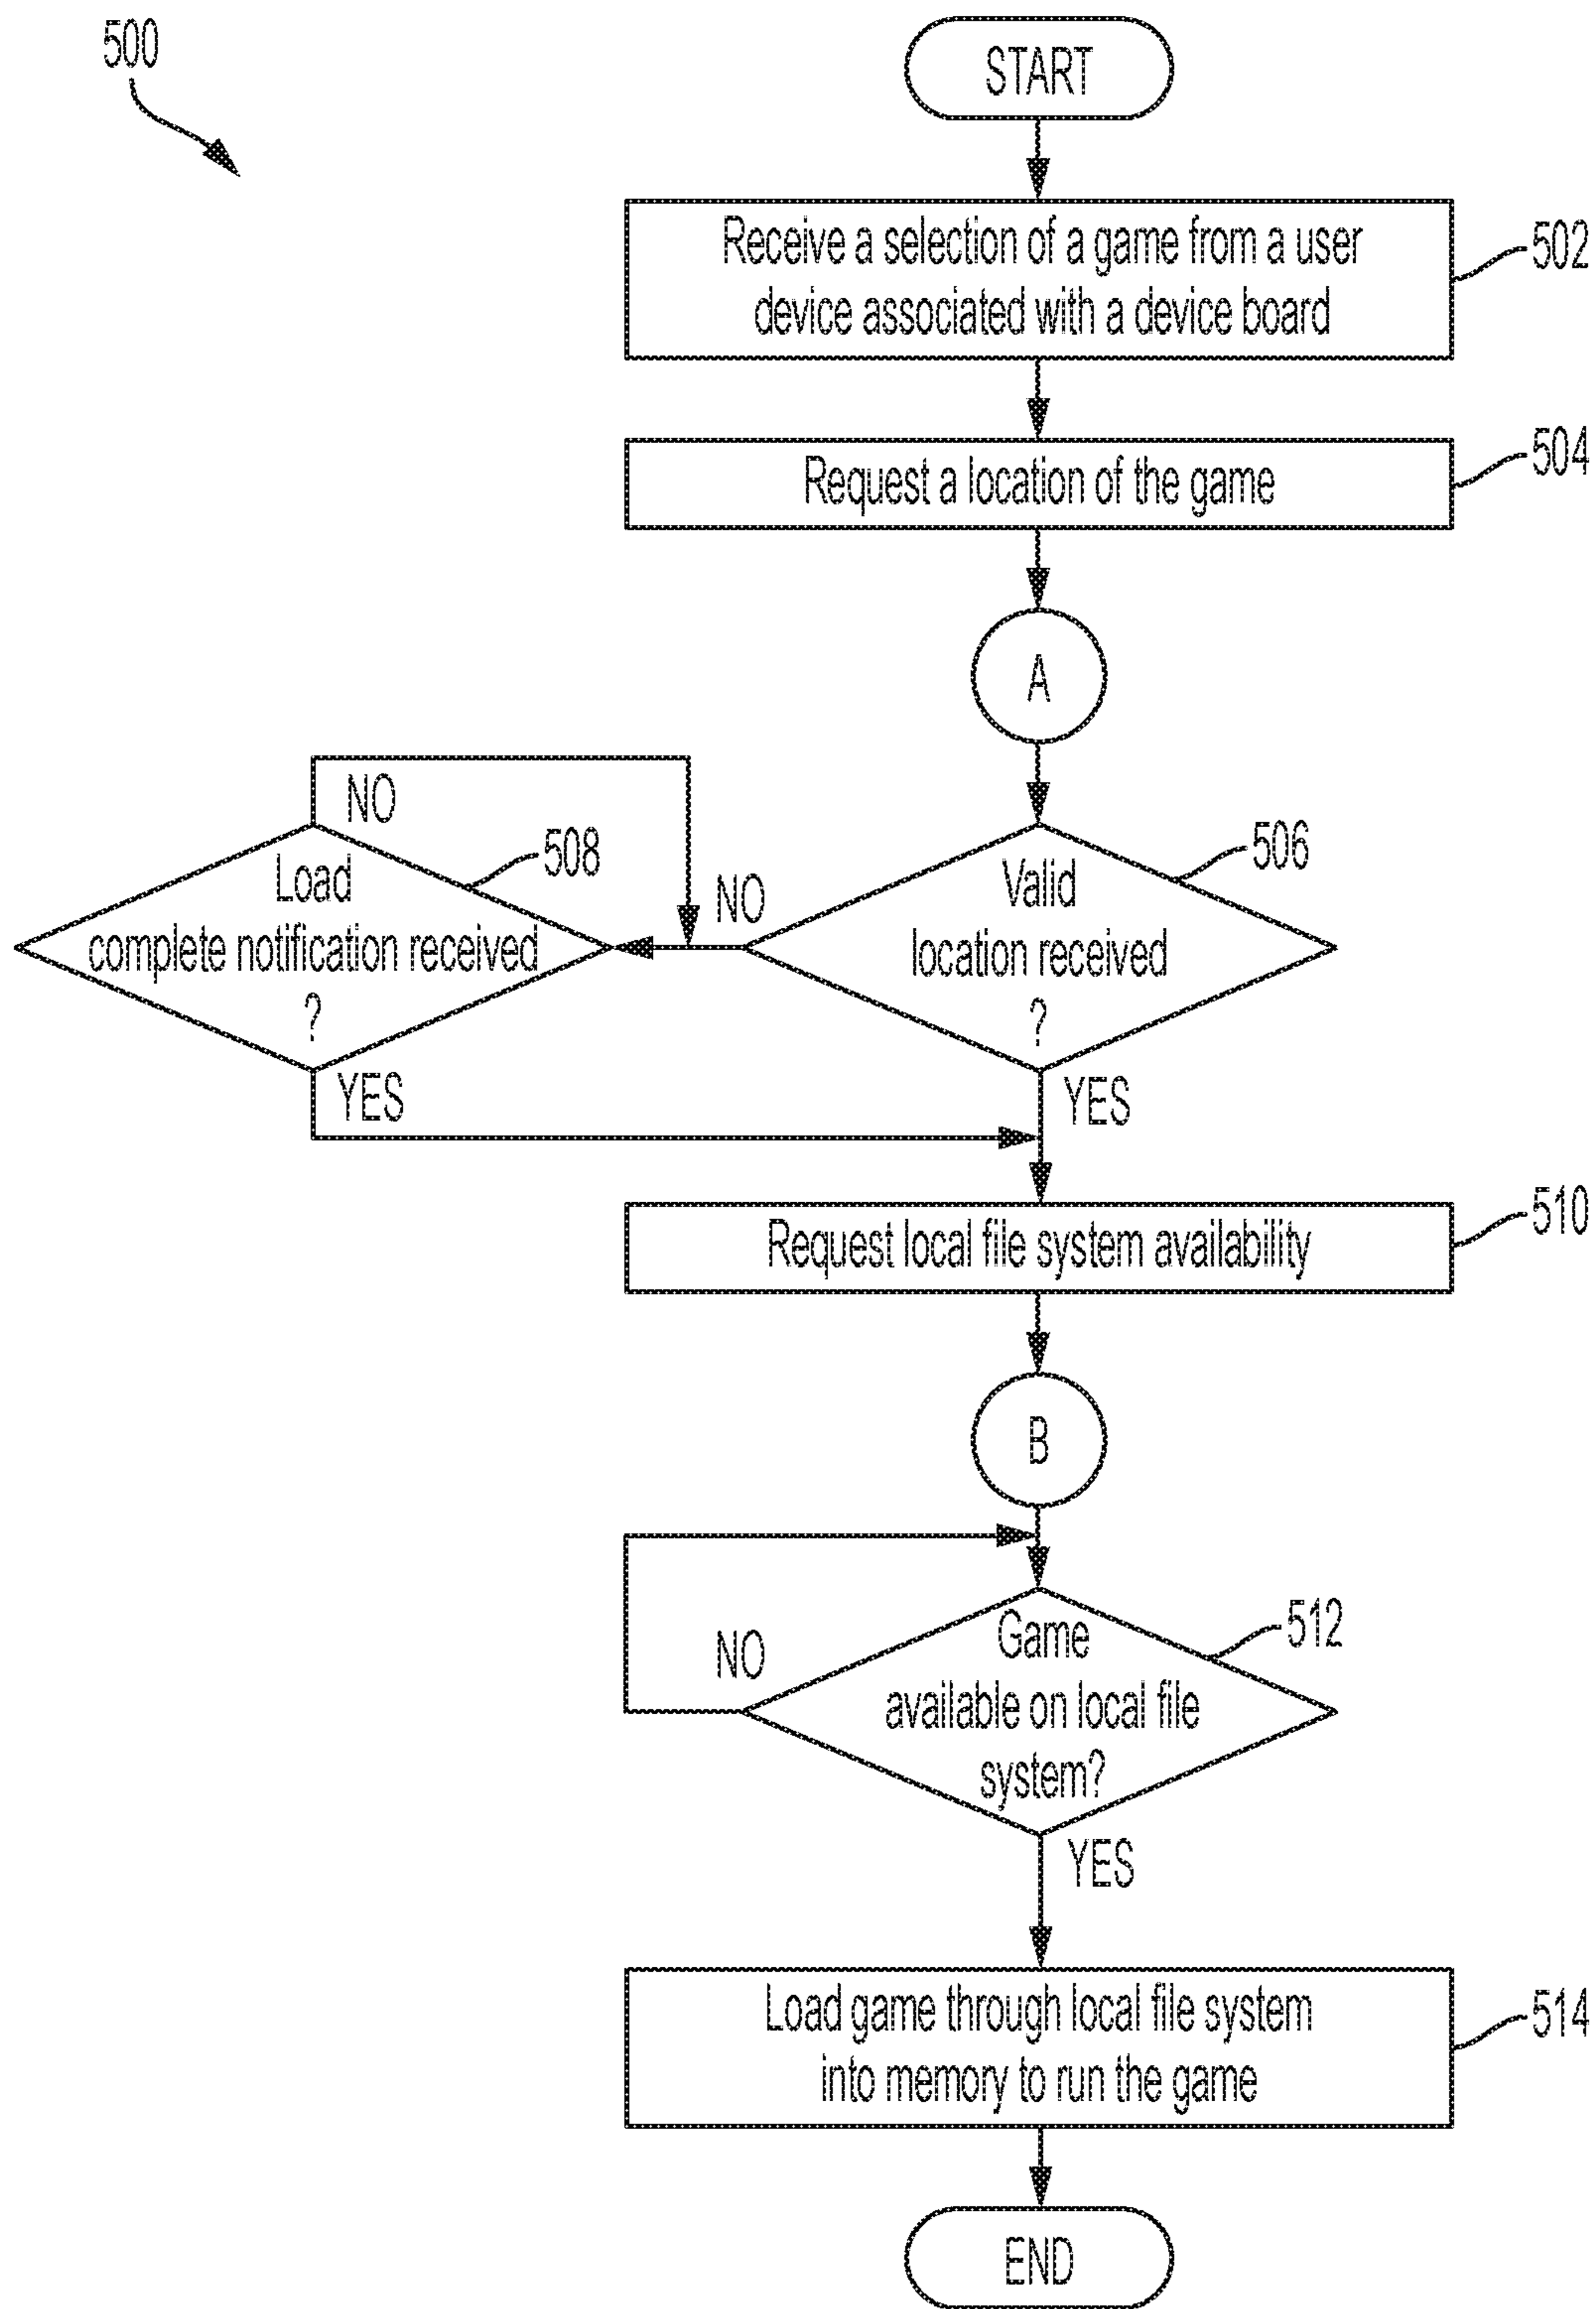 500
START
Receive a selection of a game from a user
device associated with a device board
502
Request a location of the game
504
A
NO
Load
complete notification received
?
508
YES
NO
Valid
location received
?
506
YES
Request local file system availability
510
B
NO
Game
available on local file
system?
512
YES
Load game through local file system
into memory to run the game
514
END